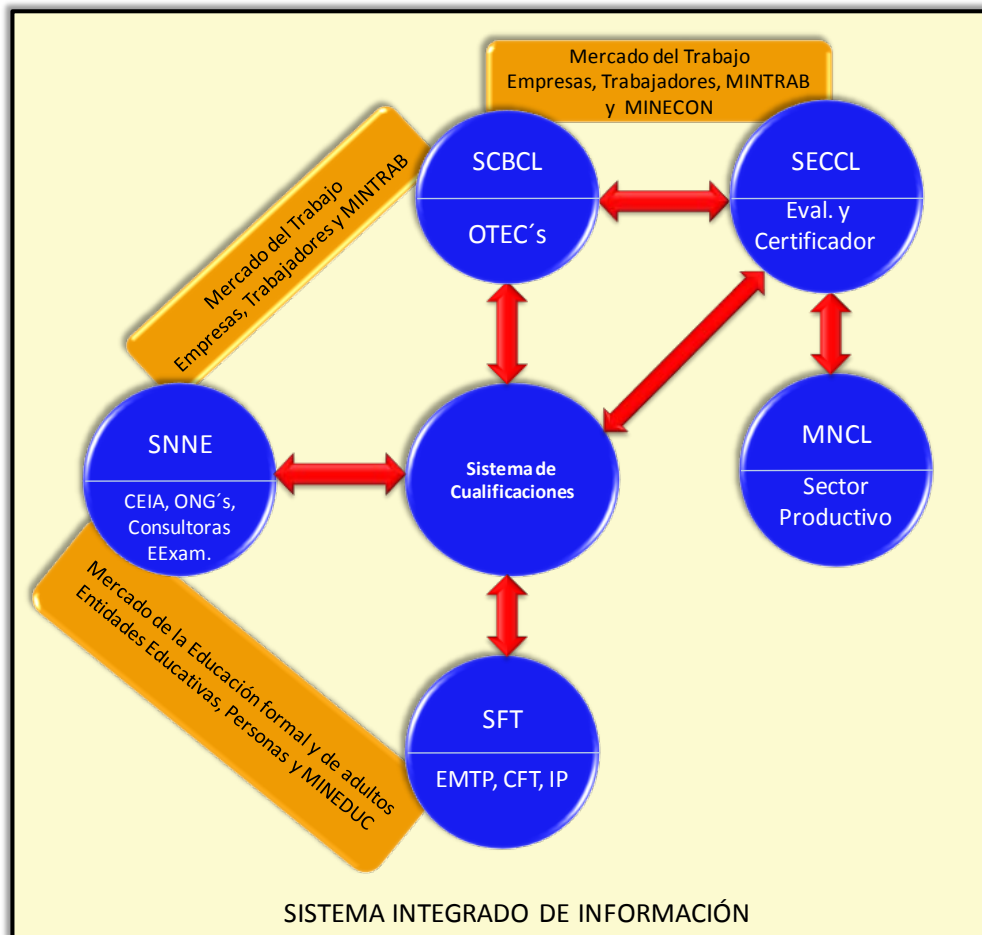 Mercado del Trabajo
Empresas, Trabajadores, MINTRAB
y MINECON
Mercado del Trabajo
Empresas, Trabajadores y MINTRAB
SCBCL
OTEC´s
SECCL
Eval. y
Certificador
SNNE
CEIA, ONG´s,
Consultoras
EExam.
Sistema de
Cualificaciones
MNCL
Sector
Productivo
Mercado de la Educación formal y de adultos
Entidades Educativas, Personas y MINEDUC
SFT
EMTP, CFT, IP
SISTEMA INTEGRADO DE INFORMACIÓN